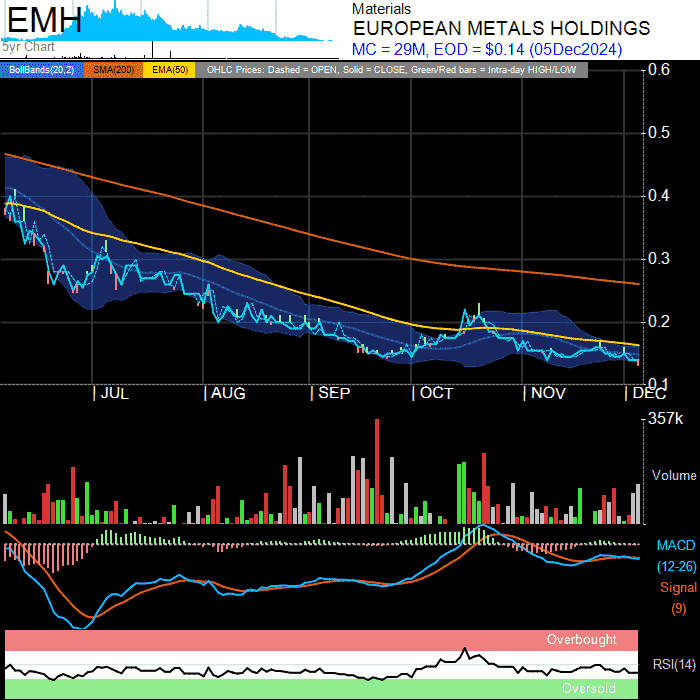 EMH
5yr Chart
Materials
EUROPEAN METALS HOLDINGS
MC = 29M, EOD = $0.14 (05Dec2024)
BollBands(20,2) SMA(200) EMA(50) OHLC Prices: Dashed = OPEN, Solid = CLOSE, Green/Red bars = Intra-day HIGH/LOW
0.6
0.5
0.4
0.3
0.2
0.1
| JUL | AUG | SEP | OCT | NOV | DEC
357k
Volume
MACD
(12-26)
Signal
(9)
Overbought
RSI(14)
Oversold